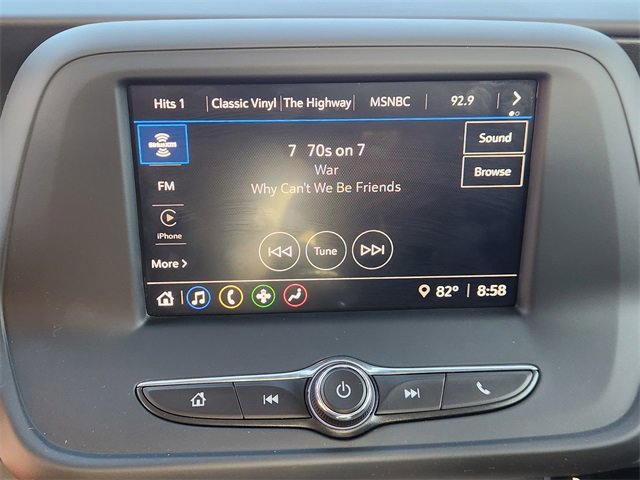 Hits 1 Classic Vinyl The Highway MSNBC 92.9
SiriusXM
Sound
7 70s on 7
War
Browse
FM
Why Can't We Be Friends
iPhone
Tune
More
82° 8:58